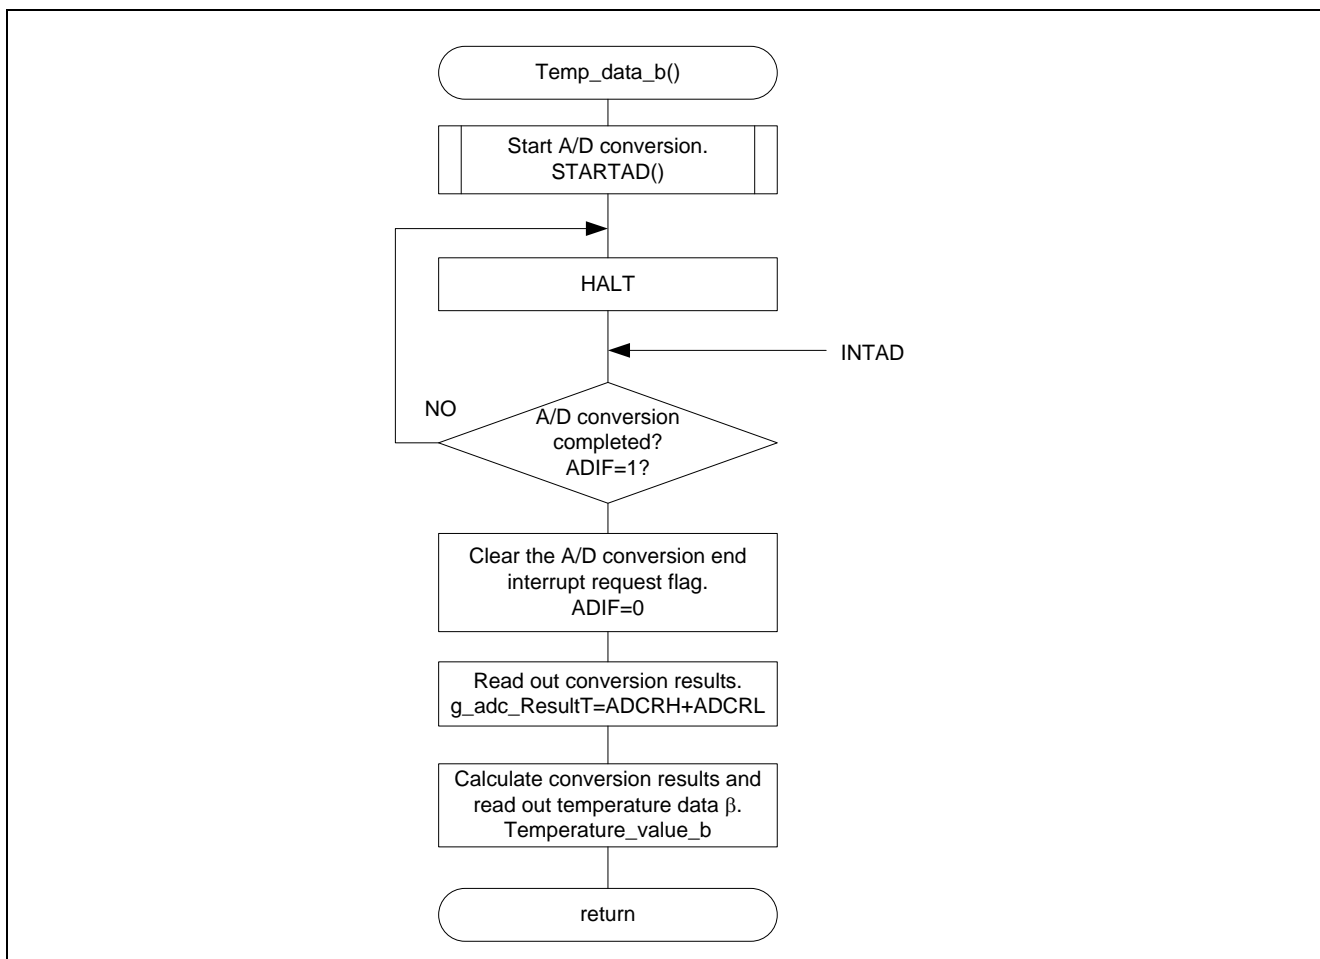 Temp_data_b()
Start A/D conversion.
STARTAD()
HALT
INTAD
NO
A/D conversion
completed?
ADIF=1?
Clear the A/D conversion end
interrupt request flag.
ADIF=0
Read out conversion results.
g_adc_ResultT=ADCRH+ADCRL
Calculate conversion results and
read out temperature data β.
Temperature_value_b
return